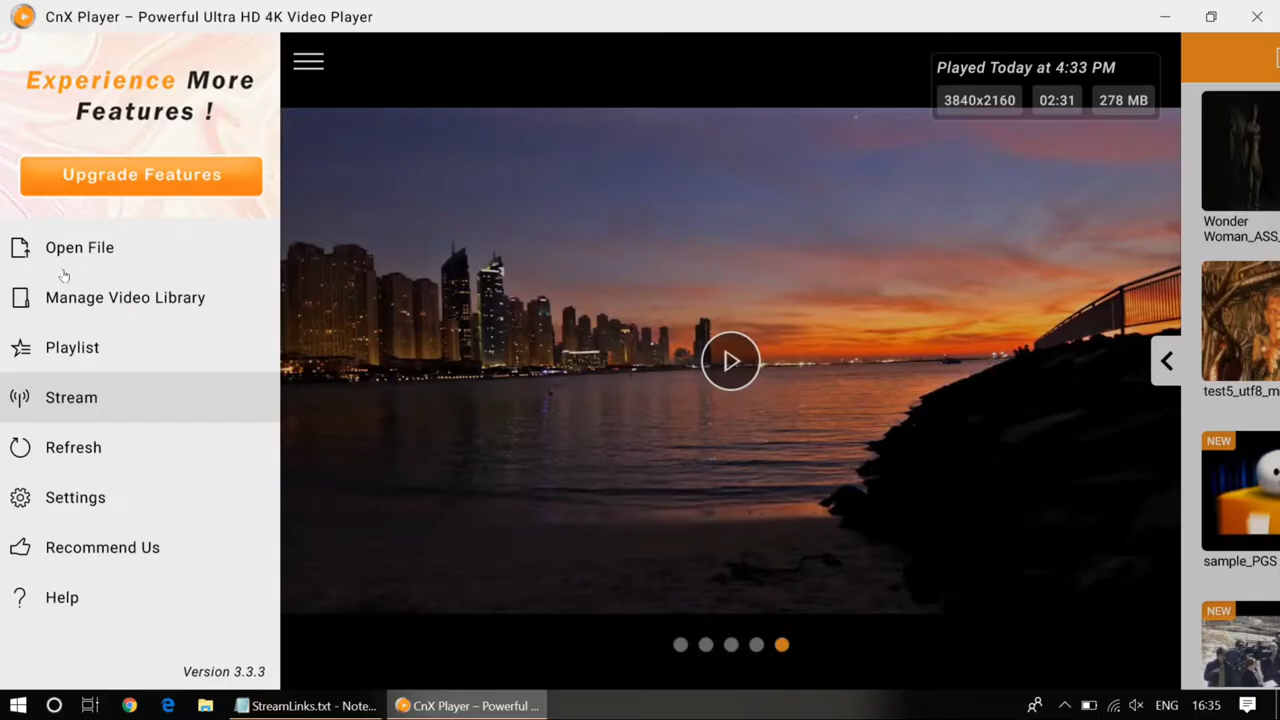 CnX Player – Powerful Ultra HD 4K Video Player
Experience More
Features !
Upgrade Features
Open File
Manage Video Library
Playlist
Stream
Refresh
Settings
Recommend Us
Help
Version 3.3.3
Played Today at 4:33 PM
3840x2160 02:31 278 MB
Wonder
Woman_ASS_
test5_utf8_m
NEW
sample_PGS
NEW
StreamLinks.txt - Note...
CnX Player – Powerful ...
ENG
16:35